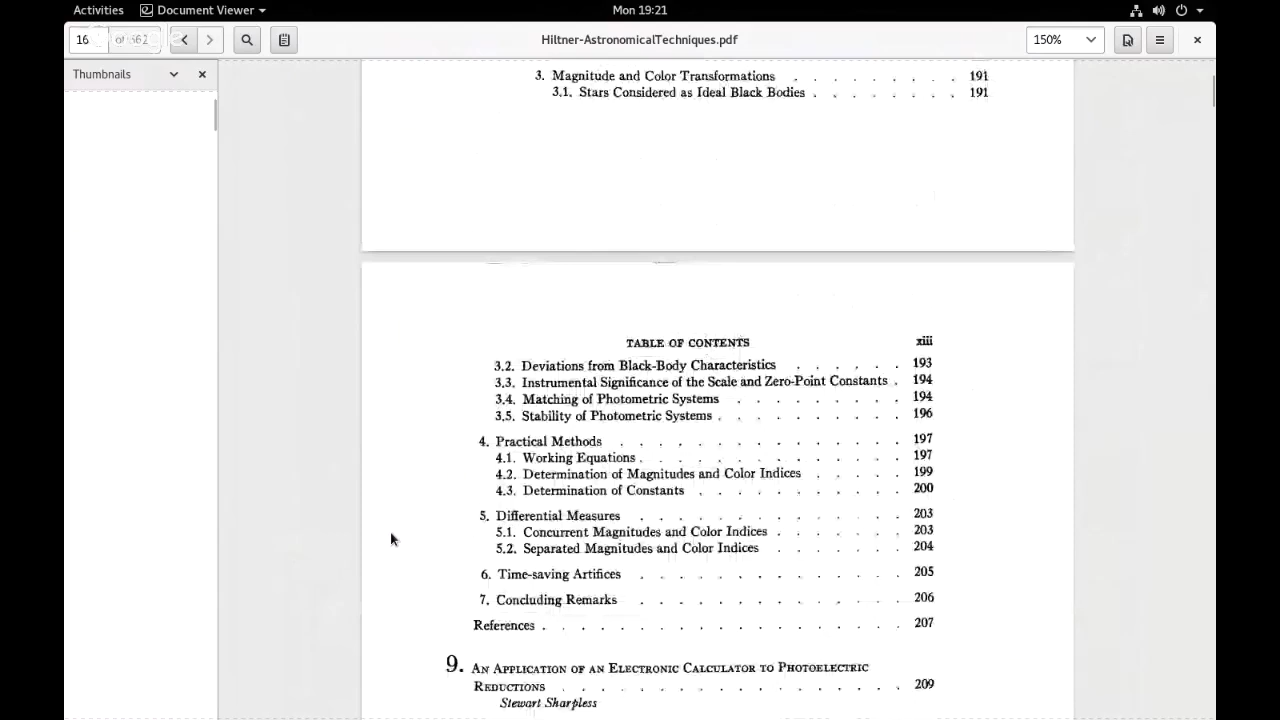 Activities Document Viewer Mon 19:21
16 of 562 Hiltner-AstronomicalTechniques.pdf 150%
Thumbnails
3. Magnitude and Color Transformations . . . . . . . . . 191
3.1. Stars Considered as Ideal Black Bodies . . . . . . . . 191
TABLE OF CONTENTS xiii
3.2. Deviations from Black-Body Characteristics . . . . . . 193
3.3. Instrumental Significance of the Scale and Zero-Point Constants . 194
3.4. Matching of Photometric Systems . . . . . . . . . 194
3.5. Stability of Photometric Systems . . . . . . . . . . 196
4. Practical Methods . . . . . . . . . . . . . . . 197
4.1. Working Equations . . . . . . . . . . . . . . 197
4.2. Determination of Magnitudes and Color Indices . . . . . 199
4.3. Determination of Constants . . . . . . . . . . . 200
5. Differential Measures . . . . . . . . . . . . . . 203
5.1. Concurrent Magnitudes and Color Indices . . . . . . . 203
5.2. Separated Magnitudes and Color Indices . . . . . . . 204
6. Time-saving Artifices . . . . . . . . . . . . . . 205
7. Concluding Remarks . . . . . . . . . . . . . . 206
References . . . . . . . . . . . . . . . . . . . 207
9. AN APPLICATION OF AN ELECTRONIC CALCULATOR TO PHOTOELECTRIC
REDUCTIONS . . . . . . . . . . . . . . . . . . 209
Stewart Sharpless